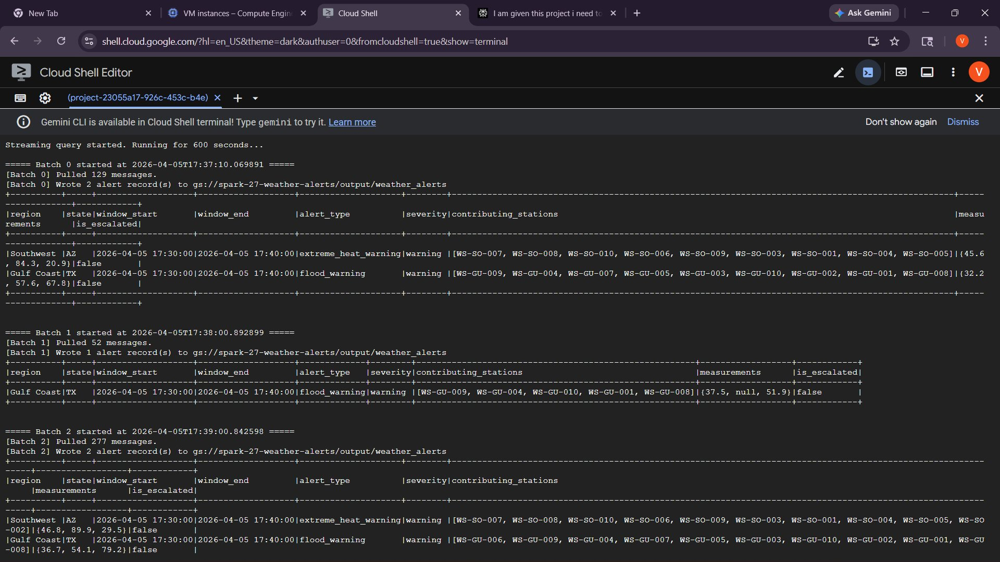 New Tab
VM instances – Compute Engin
Cloud Shell
I am given this project i need to
Ask Gemini
shell.cloud.google.com/?hl=en_US&theme=dark&authuser=0&fromcloudshell=true&show=terminal
V
Cloud Shell Editor
V
(project-23055a17-926c-453c-b4e)
Gemini CLI is available in Cloud Shell terminal! Type gemini to try it. Learn more
Don't show again
Dismiss
Streaming query started. Running for 600 seconds...
===== Batch 0 started at 2026-04-05T17:37:10.069891 =====
[Batch 0] Pulled 129 messages.
[Batch 0] Wrote 2 alert record(s) to gs://spark-27-weather-alerts/output/weather_alerts
|region    |state|window_start       |window_end         |alert_type          |severity|contributing_stations                                                                              |measu
rements      |is_escalated|
|Southwest |AZ   |2026-04-05 17:30:00|2026-04-05 17:40:00|extreme_heat_warning|warning |[WS-SO-007, WS-SO-008, WS-SO-010, WS-SO-006, WS-SO-009, WS-SO-003, WS-SO-001, WS-SO-004, WS-SO-005]|{45.6
, 84.3, 20.9}|false       |
|Gulf Coast|TX   |2026-04-05 17:30:00|2026-04-05 17:40:00|flood_warning       |warning |[WS-GU-009, WS-GU-004, WS-GU-007, WS-GU-005, WS-GU-003, WS-GU-010, WS-GU-002, WS-GU-001, WS-GU-008]|{32.2
, 57.6, 67.8}|false       |
===== Batch 1 started at 2026-04-05T17:38:00.892899 =====
[Batch 1] Pulled 52 messages.
[Batch 1] Wrote 1 alert record(s) to gs://spark-27-weather-alerts/output/weather_alerts
|region    |state|window_start       |window_end         |alert_type   |severity|contributing_stations                                  |measurements      |is_escalated|
|Gulf Coast|TX   |2026-04-05 17:30:00|2026-04-05 17:40:00|flood_warning|warning |[WS-GU-009, WS-GU-004, WS-GU-010, WS-GU-001, WS-GU-008]|{37.5, null, 51.9}|false       |
===== Batch 2 started at 2026-04-05T17:39:00.842598 =====
[Batch 2] Pulled 277 messages.
[Batch 2] Wrote 2 alert record(s) to gs://spark-27-weather-alerts/output/weather_alerts
|region    |state|window_start       |window_end         |alert_type          |severity|contributing_stations
     |measurements      |is_escalated|
|Southwest |AZ   |2026-04-05 17:30:00|2026-04-05 17:40:00|extreme_heat_warning|warning |[WS-SO-007, WS-SO-008, WS-SO-010, WS-SO-006, WS-SO-009, WS-SO-003, WS-SO-001, WS-SO-004, WS-SO-005, WS-SO
-002]|{46.8, 89.9, 29.5}|false       |
|Gulf Coast|TX   |2026-04-05 17:30:00|2026-04-05 17:40:00|flood_warning       |warning |[WS-GU-006, WS-GU-009, WS-GU-004, WS-GU-007, WS-GU-005, WS-GU-003, WS-GU-010, WS-GU-002, WS-GU-001, WS-GU
-008]|{36.7, 54.1, 79.2}|false       |